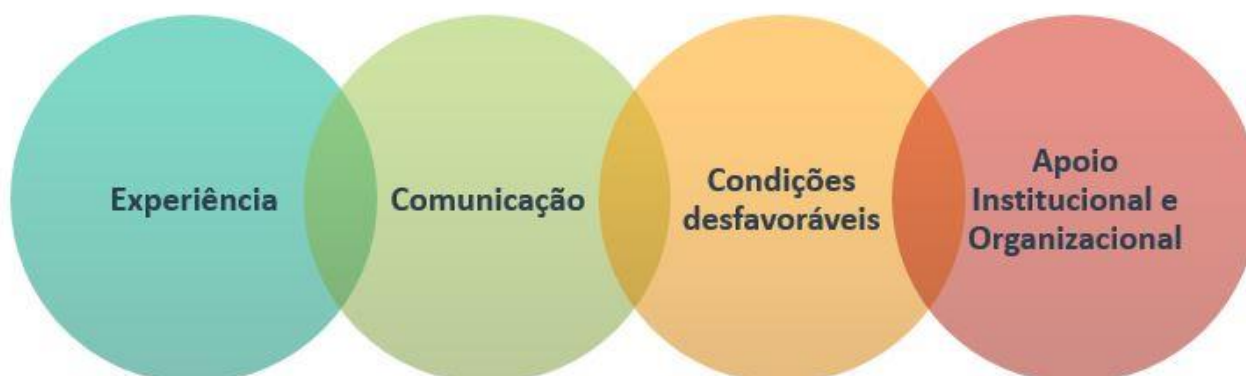 Experiência
Comunicação
Condições
desfavoráveis
Apoio
Institucional e
Organizacional